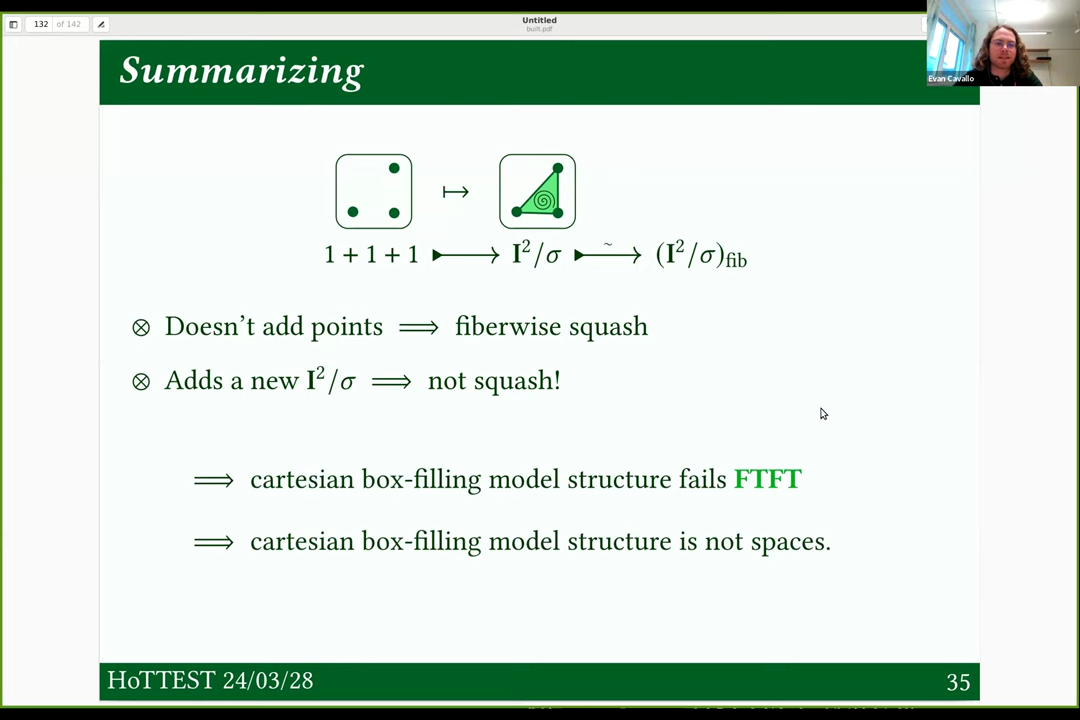 132 of 142
Untitled
built.pdf
Evan Cavallo
Summarizing
↦
1 + 1 + 1 ▸⟶ I²/σ ▸⟶̃ (I²/σ)fib
⊗ Doesn't add points ⟹ fiberwise squash
⊗ Adds a new I²/σ ⟹ not squash!
⟹ cartesian box-filling model structure fails FTFT
⟹ cartesian box-filling model structure is not spaces.
HoTTEST 24/03/28
35